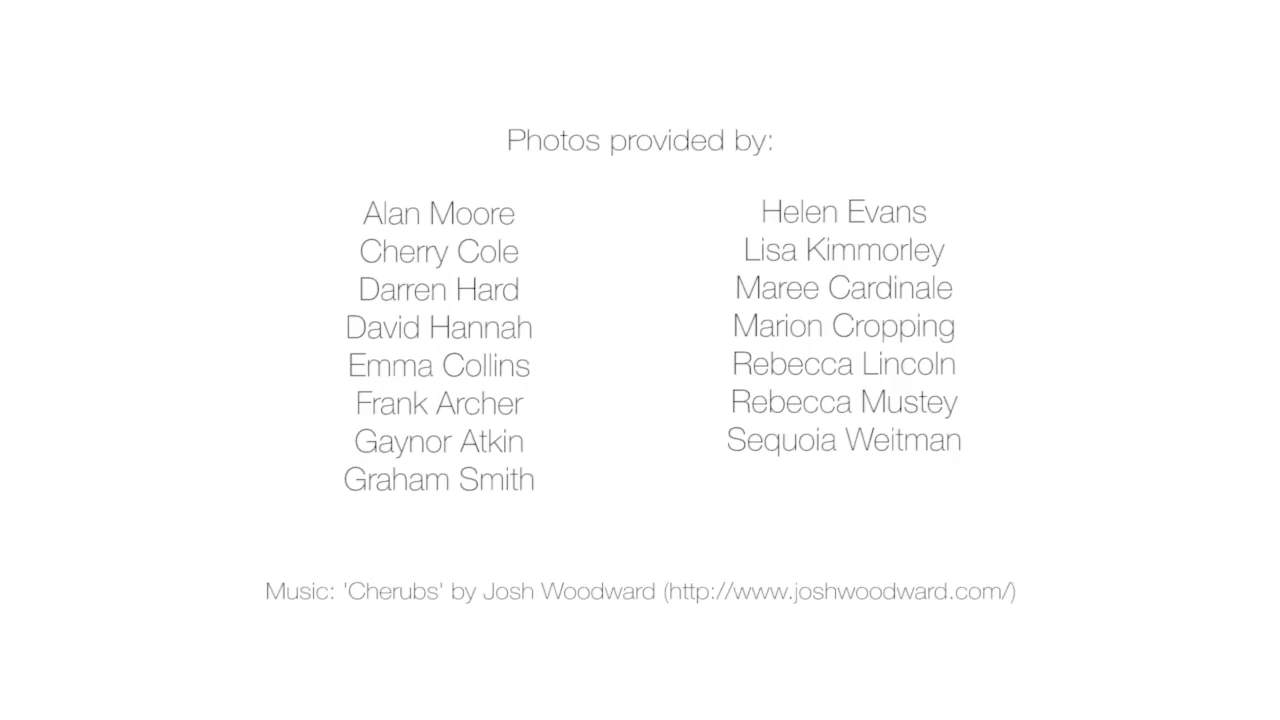 Photos provided by:
Alan Moore
Cherry Cole
Darren Hard
David Hannah
Emma Collins
Frank Archer
Gaynor Atkin
Graham Smith
Helen Evans
Lisa Kimmorley
Maree Cardinale
Marion Cropping
Rebecca Lincoln
Rebecca Mustey
Sequoia Weitman
Music: 'Cherubs' by Josh Woodward (http://www.joshwoodward.com/)